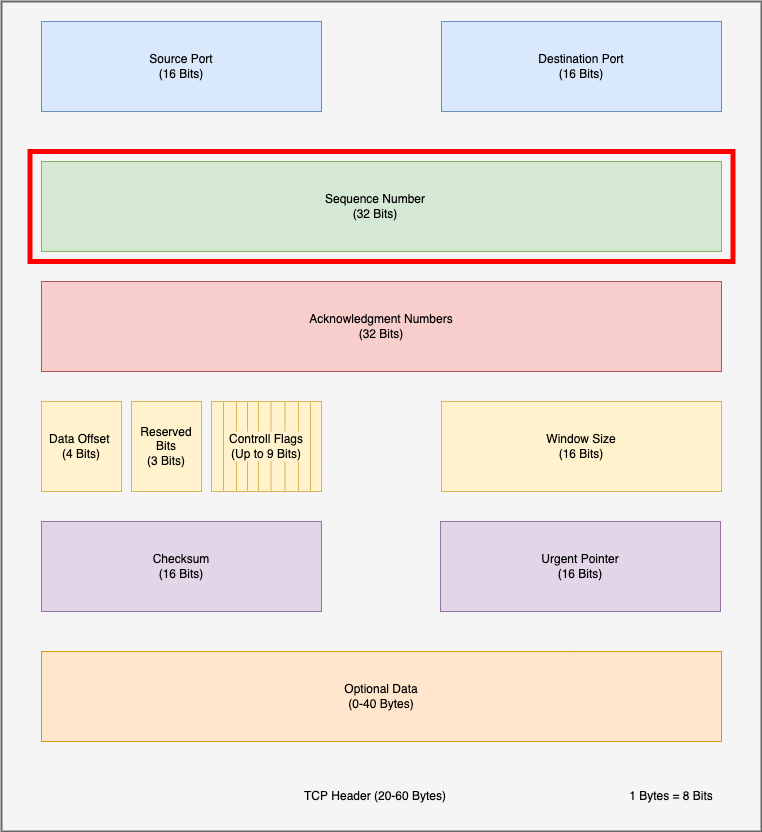 Source Port
(16 Bits)
Destination Port
(16 Bits)
Sequence Number
(32 Bits)
Acknowledgment Numbers
(32 Bits)
Data Offset
(4 Bits)
Reserved
Bits
(3 Bits)
Controll Flags
(Up to 9 Bits)
Window Size
(16 Bits)
Checksum
(16 Bits)
Urgent Pointer
(16 Bits)
Optional Data
(0-40 Bytes)
TCP Header (20-60 Bytes)
1 Bytes = 8 Bits